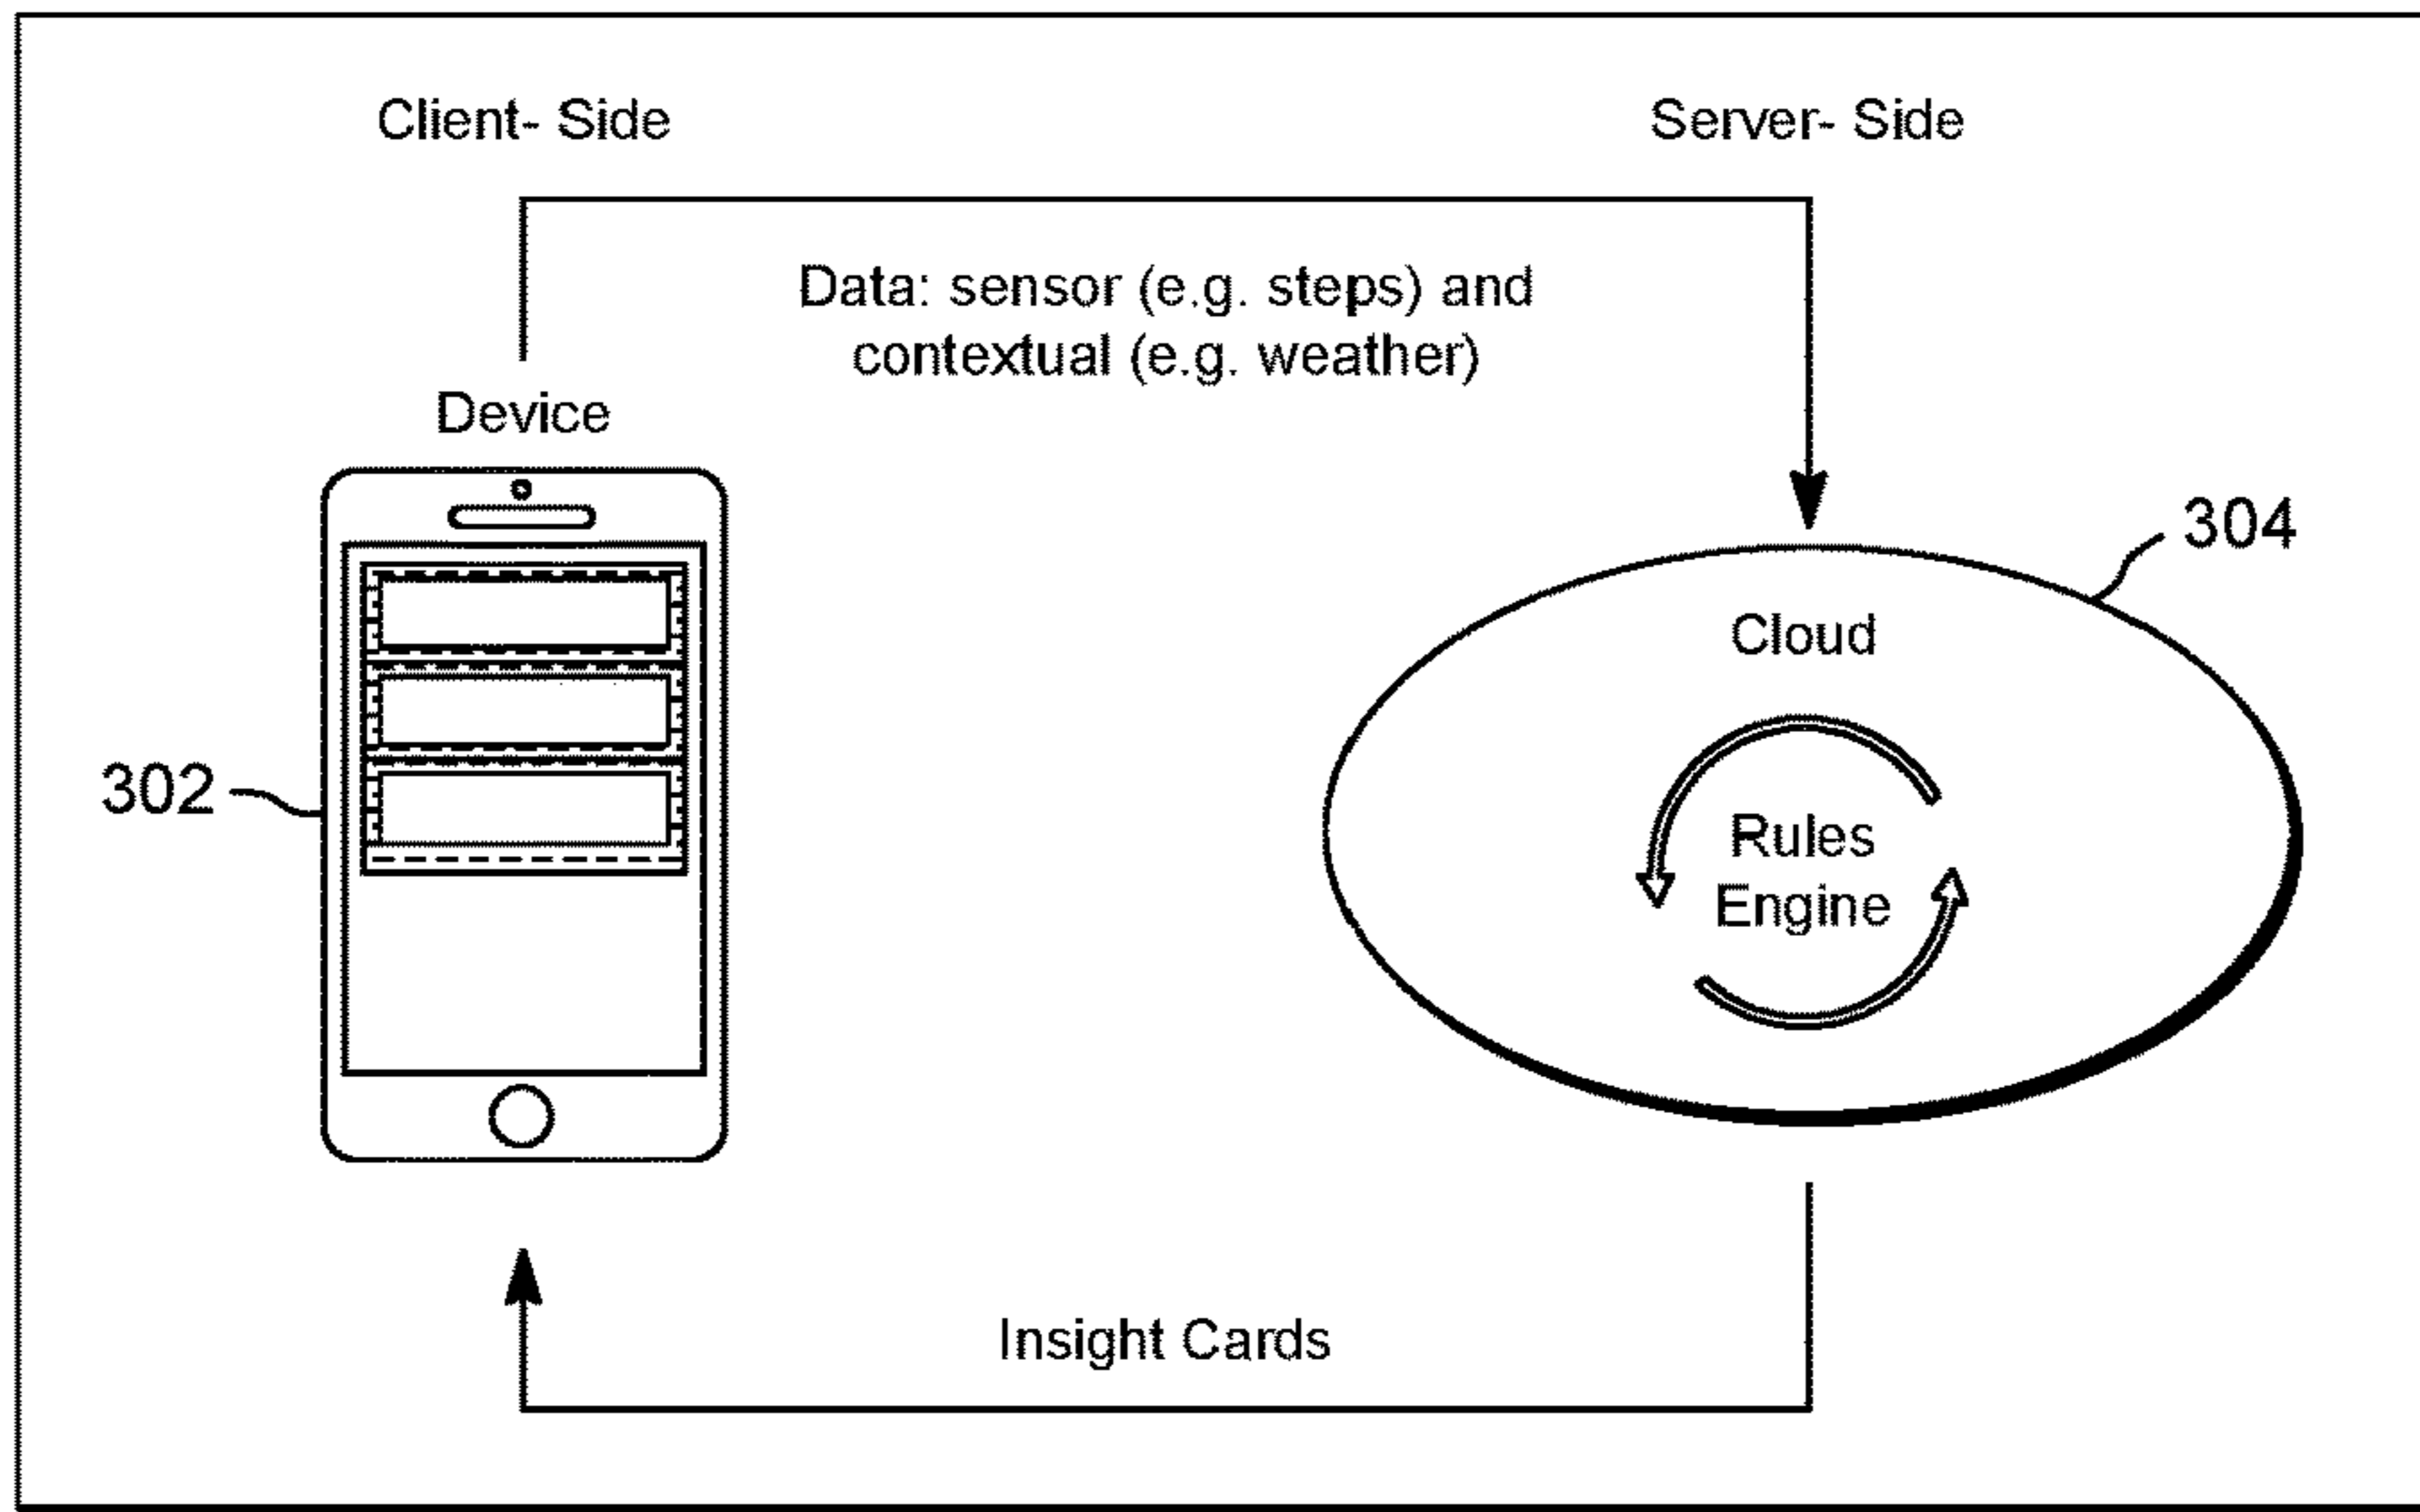 Client- Side
Server- Side
Data: sensor (e.g. steps) and
contextual (e.g. weather)
Device
304
Cloud
302
Rules
Engine
Insight Cards